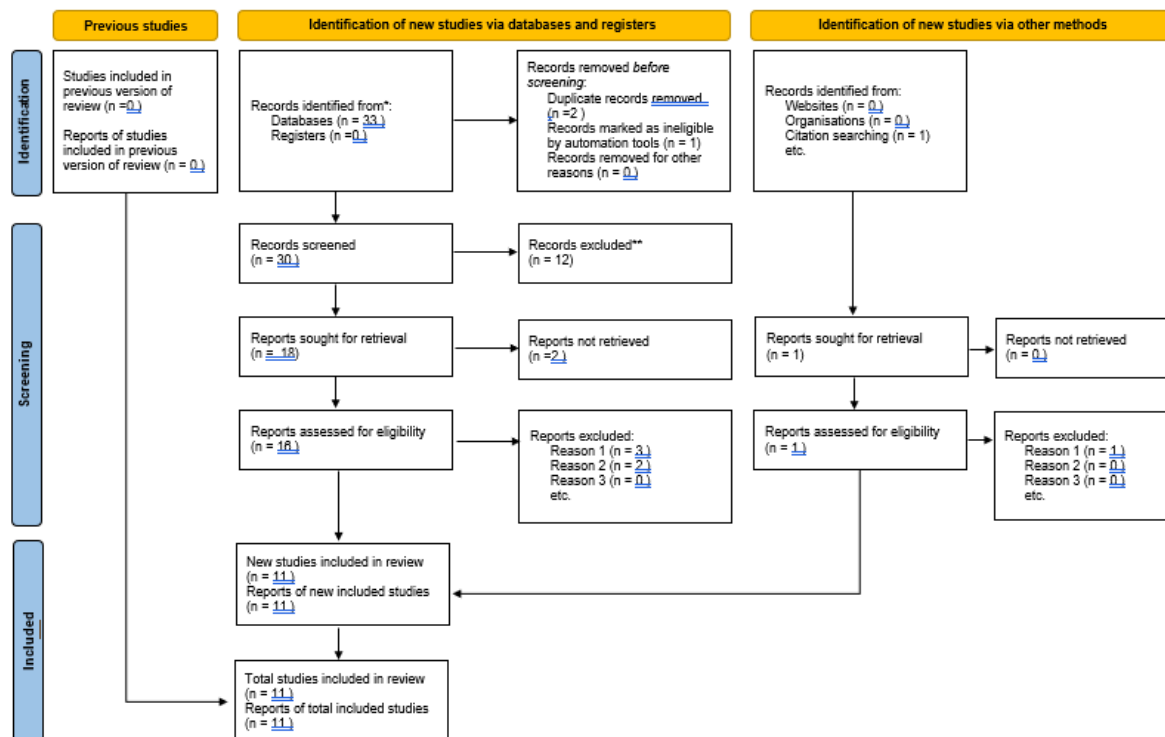 Previous studies
Identification of new studies via databases and registers
Identification of new studies via other methods
Identification
Studies included in
previous version of
review (n =0 )
Reports of studies
included in previous
version of review (n = 0 )
Records identified from*:
Databases (n = 33 )
Registers (n =0 )
Records removed before
screening:
Duplicate records removed
(n =2 )
Records marked as ineligible
by automation tools (n = 1)
Records removed for other
reasons (n = 0 )
Records identified from:
Websites (n = 0 )
Organisations (n = 0 )
Citation searching (n = 1)
etc.
Screening
Records screened
(n = 30 )
Records excluded**
(n = 12)
Reports sought for retrieval
(n = 18)
Reports not retrieved
(n =2 )
Reports sought for retrieval
(n = 1)
Reports not retrieved
(n = 0 )
Reports assessed for eligibility
(n = 16 )
Reports excluded:
Reason 1 (n = 3 )
Reason 2 (n = 2 )
Reason 3 (n = 0 )
etc.
Reports assessed for eligibility
(n = 1 )
Reports excluded:
Reason 1 (n = 1 )
Reason 2 (n = 0 )
Reason 3 (n = 0 )
etc.
Included
New studies included in review
(n = 11 )
Reports of new included studies
(n = 11 )
Total studies included in review
(n = 11 )
Reports of total included studies
(n = 11 )